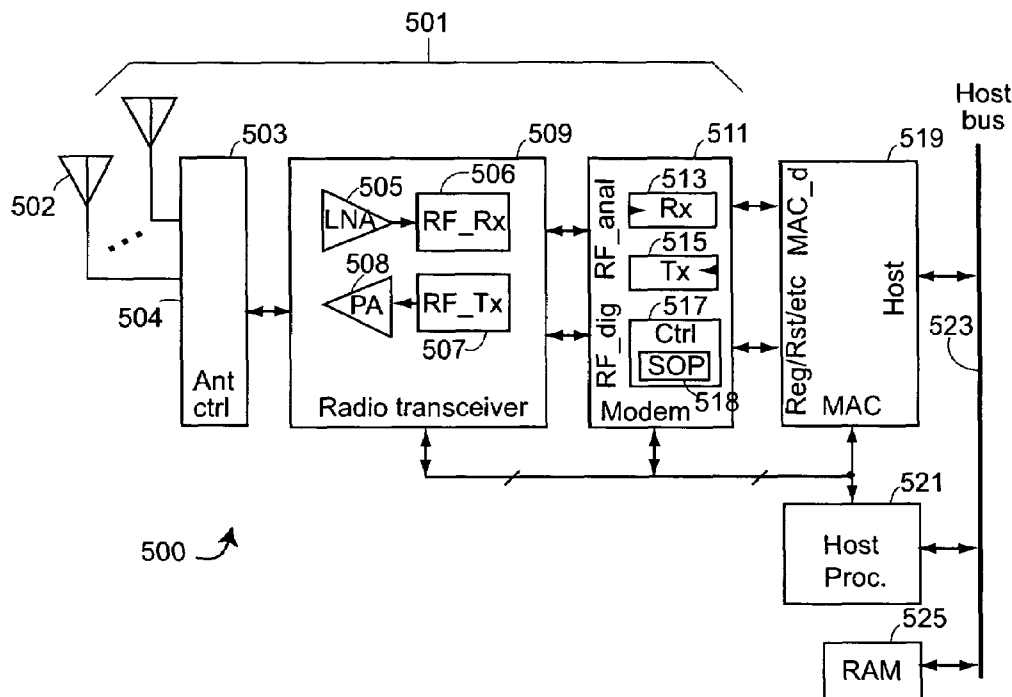 501
Host
bus
503
509
511
519
502
505
506
LNA
RF_Rx
RF_anal
513
Rx
MAC_d
515
Tx
508
PA
RF_Tx
507
504
RF_dig
517
Ctrl
SOP
518
Host
523
Reg/Rst/etc
Ant
ctrl
Radio transceiver
Modem
MAC
521
500
Host
Proc.
525
RAM